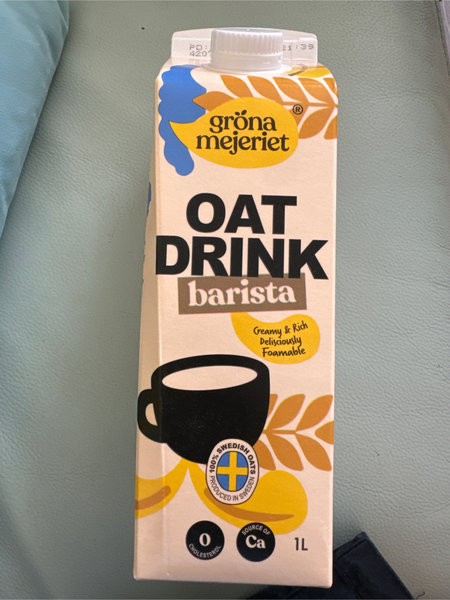 gröna
mejeriet®
OAT
DRINK
barista
Creamy & Rich
Delisciously
Foamable
100% SWEDISH OATS
PRODUCED IN SWEDEN
0
CHOLESTEROL
SOURCE OF
Ca
1L